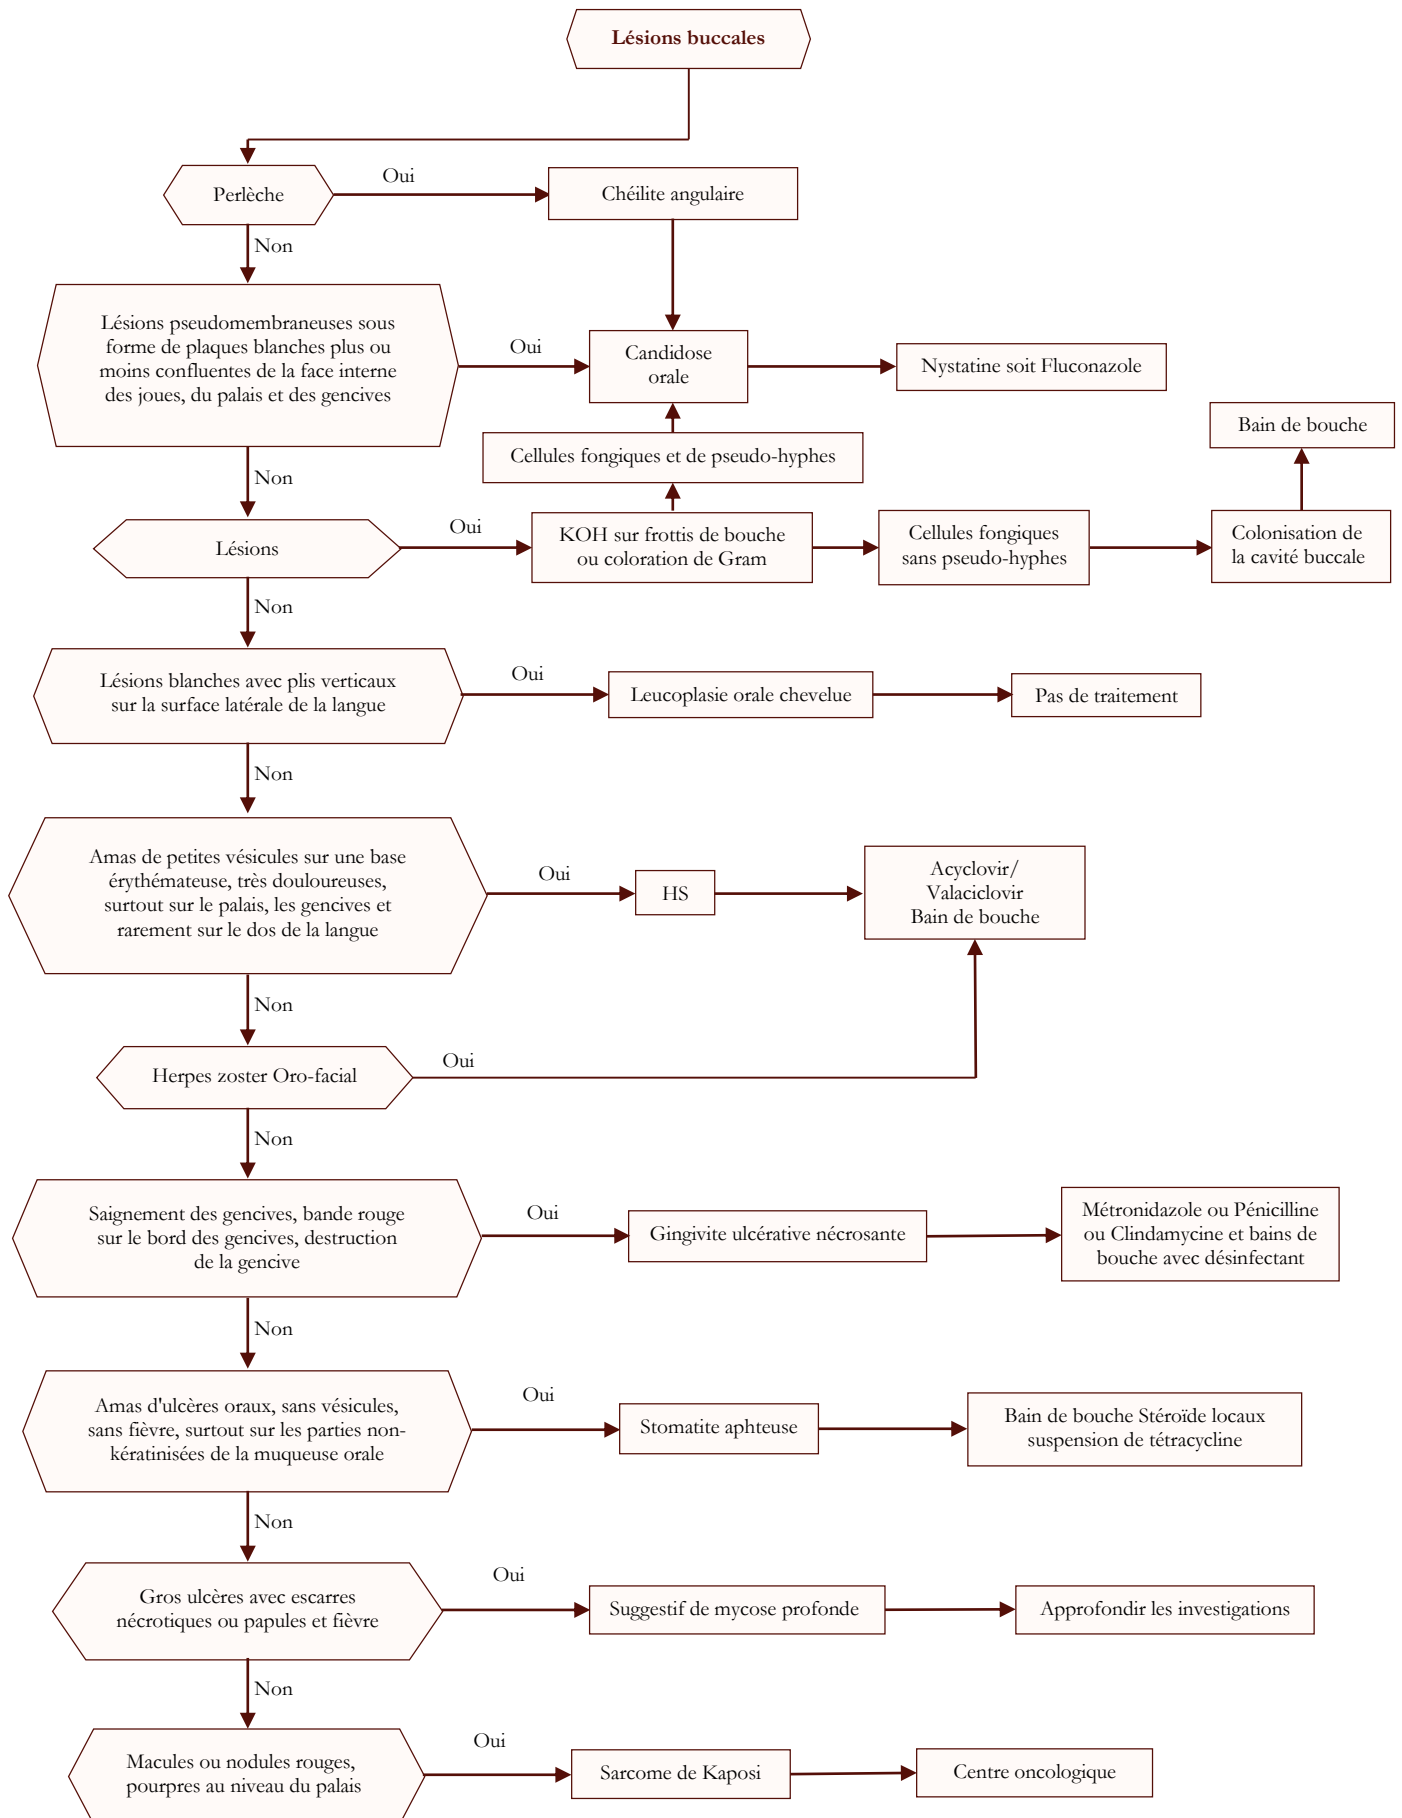 Lésions buccales
Perlèche
Oui
Chéilite angulaire
Non
Lésions pseudomembraneuses sous
forme de plaques blanches plus ou
moins confluentes de la face interne
des joues, du palais et des gencives
Oui
Candidose
orale
Nystatine soit Fluconazole
Bain de bouche
Cellules fongiques et de pseudo-hyphes
Non
Lésions
Oui
KOH sur frottis de bouche
ou coloration de Gram
Cellules fongiques
sans pseudo-hyphes
Colonisation de
la cavité buccale
Non
Lésions blanches avec plis verticaux
sur la surface latérale de la langue
Oui
Leucoplasie orale chevelue
Pas de traitement
Non
Amas de petites vésicules sur une base
érythémateuse, très douloureuses,
surtout sur le palais, les gencives et
rarement sur le dos de la langue
Oui
HS
Acyclovir/
Valaciclovir
Bain de bouche
Non
Herpes zoster Oro-facial
Oui
Non
Saignement des gencives, bande rouge
sur le bord des gencives, destruction
de la gencive
Oui
Gingivite ulcérative nécrosante
Métronidazole ou Pénicilline
ou Clindamycine et bains de
bouche avec désinfectant
Non
Amas d'ulcères oraux, sans vésicules,
sans fièvre, surtout sur les parties non-
kératinisées de la muqueuse orale
Oui
Stomatite aphteuse
Bain de bouche Stéroïde locaux
suspension de tétracycline
Non
Gros ulcères avec escarres
nécrotiques ou papules et fièvre
Oui
Suggestif de mycose profonde
Approfondir les investigations
Non
Macules ou nodules rouges,
pourpres au niveau du palais
Oui
Sarcome de Kaposi
Centre oncologique